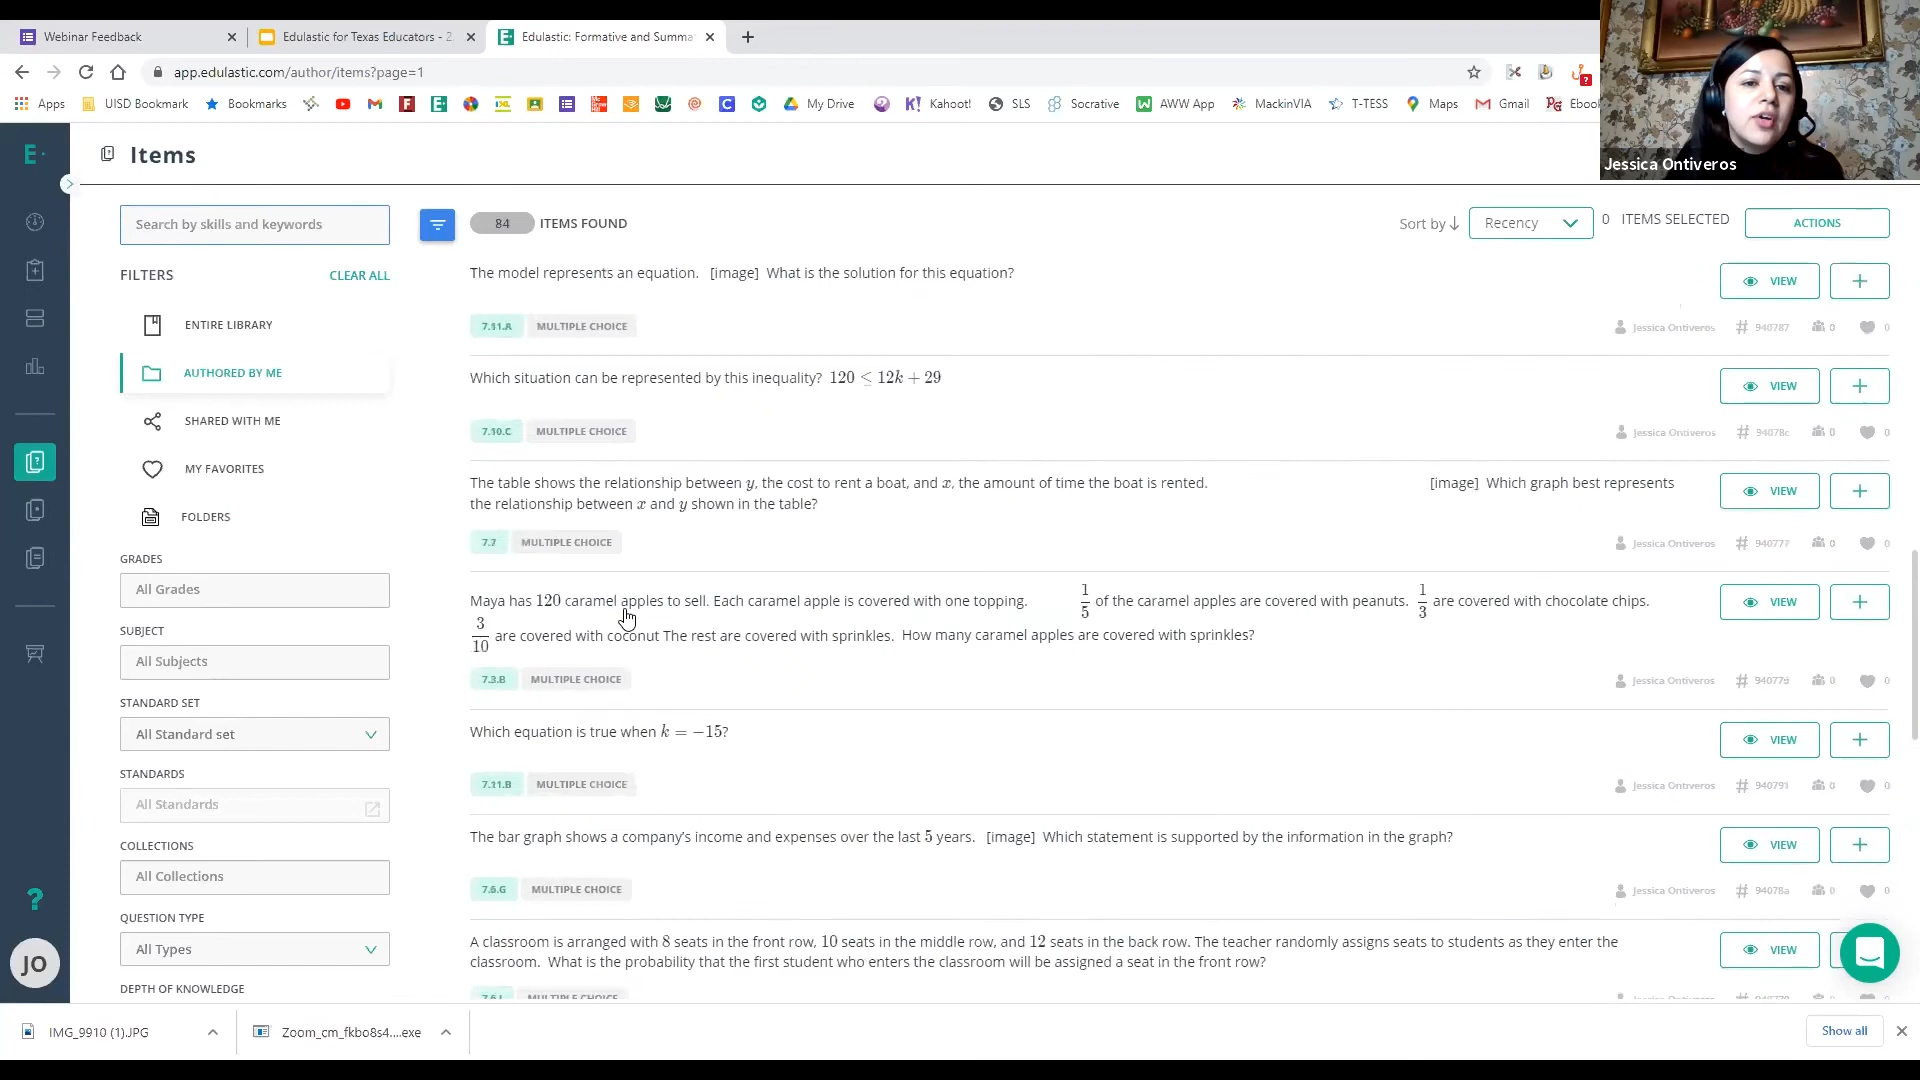 Webinar Feedback
Edulastic for Texas Educators - 2
Edulastic: Formative and Summa
app.edulastic.com/author/items?page=1
Apps
UISD Bookmark
Bookmarks
My Drive
Kahoot!
SLS
Socrative
AWW App
MackinVIA
T-TESS
Maps
Gmail
Eboo
Jessica Ontiveros
E
Items
Search by skills and keywords
84 ITEMS FOUND
Sort by
Recency
0 ITEMS SELECTED
ACTIONS
FILTERS
CLEAR ALL
ENTIRE LIBRARY
AUTHORED BY ME
SHARED WITH ME
MY FAVORITES
FOLDERS
GRADES
All Grades
SUBJECT
All Subjects
STANDARD SET
All Standard set
STANDARDS
All Standards
COLLECTIONS
All Collections
QUESTION TYPE
All Types
DEPTH OF KNOWLEDGE
JO
The model represents an equation. [image] What is the solution for this equation?
VIEW
7.11.A MULTIPLE CHOICE
Jessica Ontiveros # 940787 0 0
Which situation can be represented by this inequality? 120 ≤ 12k + 29
VIEW
7.10.C MULTIPLE CHOICE
Jessica Ontiveros # 94078c 0 0
The table shows the relationship between y, the cost to rent a boat, and x, the amount of time the boat is rented. [image] Which graph best represents
the relationship between x and y shown in the table?
VIEW
7.7 MULTIPLE CHOICE
Jessica Ontiveros # 940777 0 0
Maya has 120 caramel apples to sell. Each caramel apple is covered with one topping. 1/5 of the caramel apples are covered with peanuts. 1/3 are covered with chocolate chips.
3/10 are covered with coconut The rest are covered with sprinkles. How many caramel apples are covered with sprinkles?
VIEW
7.3.B MULTIPLE CHOICE
Jessica Ontiveros # 94077d 0 0
Which equation is true when k = −15?
VIEW
7.11.B MULTIPLE CHOICE
Jessica Ontiveros # 940791 0 0
The bar graph shows a company's income and expenses over the last 5 years. [image] Which statement is supported by the information in the graph?
VIEW
7.6.G MULTIPLE CHOICE
Jessica Ontiveros # 94078a 0 0
A classroom is arranged with 8 seats in the front row, 10 seats in the middle row, and 12 seats in the back row. The teacher randomly assigns seats to students as they enter the
classroom. What is the probability that the first student who enters the classroom will be assigned a seat in the front row?
VIEW
MULTIPLE CHOICE
IMG_9910 (1).JPG
Zoom_cm_fkbo8s4....exe
Show all